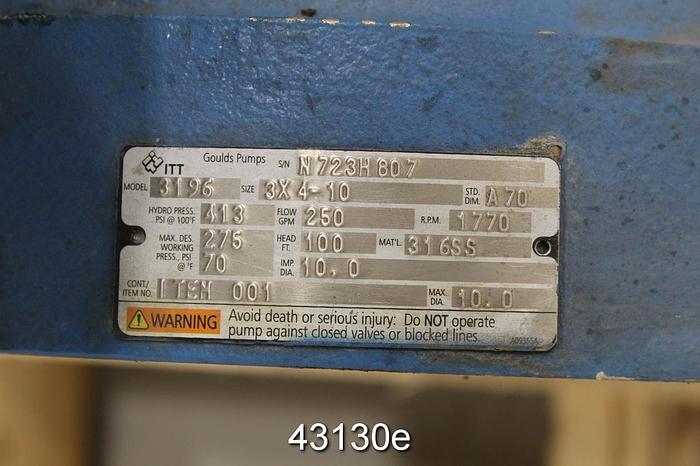 ITT Goulds Pumps S/N N723H807
MODEL 3196 SIZE 3X4-10 STD. DIM. A70
HYDRO PRESS. PSI @ 100°F 413 FLOW GPM 250 R.P.M. 1770
MAX. DES. WORKING PRESS., PSI @ °F 275 70 HEAD FT. 100 MAT'L 316SS
IMP. DIA. 10.0
CONT./ ITEM NO. ITEM 001 MAX. DIA. 10.0
WARNING Avoid death or serious injury: Do NOT operate
pump against closed valves or blocked lines.
43130e